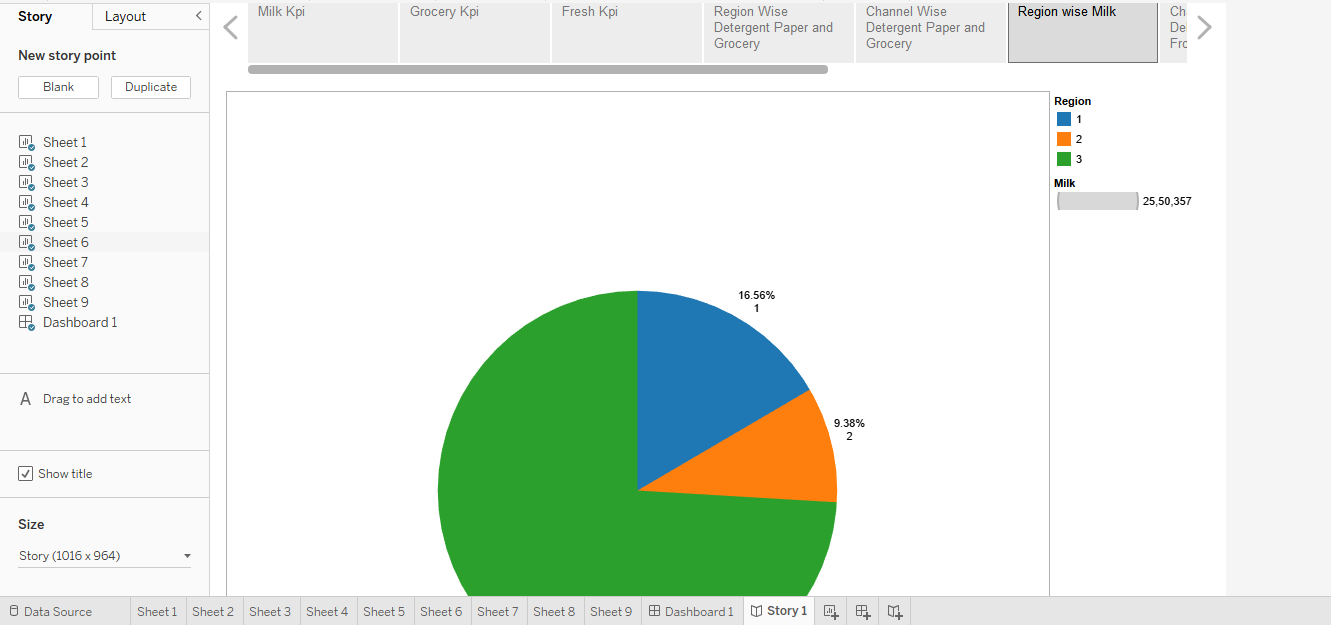 Story
Layout
New story point
Blank
Duplicate
Sheet 1
Sheet 2
Sheet 3
Sheet 4
Sheet 5
Sheet 6
Sheet 7
Sheet 8
Sheet 9
Dashboard 1
A Drag to add text
Show title
Size
Story (1016 x 964)
Milk Kpi
Grocery Kpi
Fresh Kpi
Region Wise
Detergent Paper and
Grocery
Channel Wise
Detergent Paper and
Grocery
Region wise Milk
16.56%
1
9.38%
2
Region
1
2
3
Milk
25,50,357
Data Source
Sheet 1
Sheet 2
Sheet 3
Sheet 4
Sheet 5
Sheet 6
Sheet 7
Sheet 8
Sheet 9
Dashboard 1
Story 1